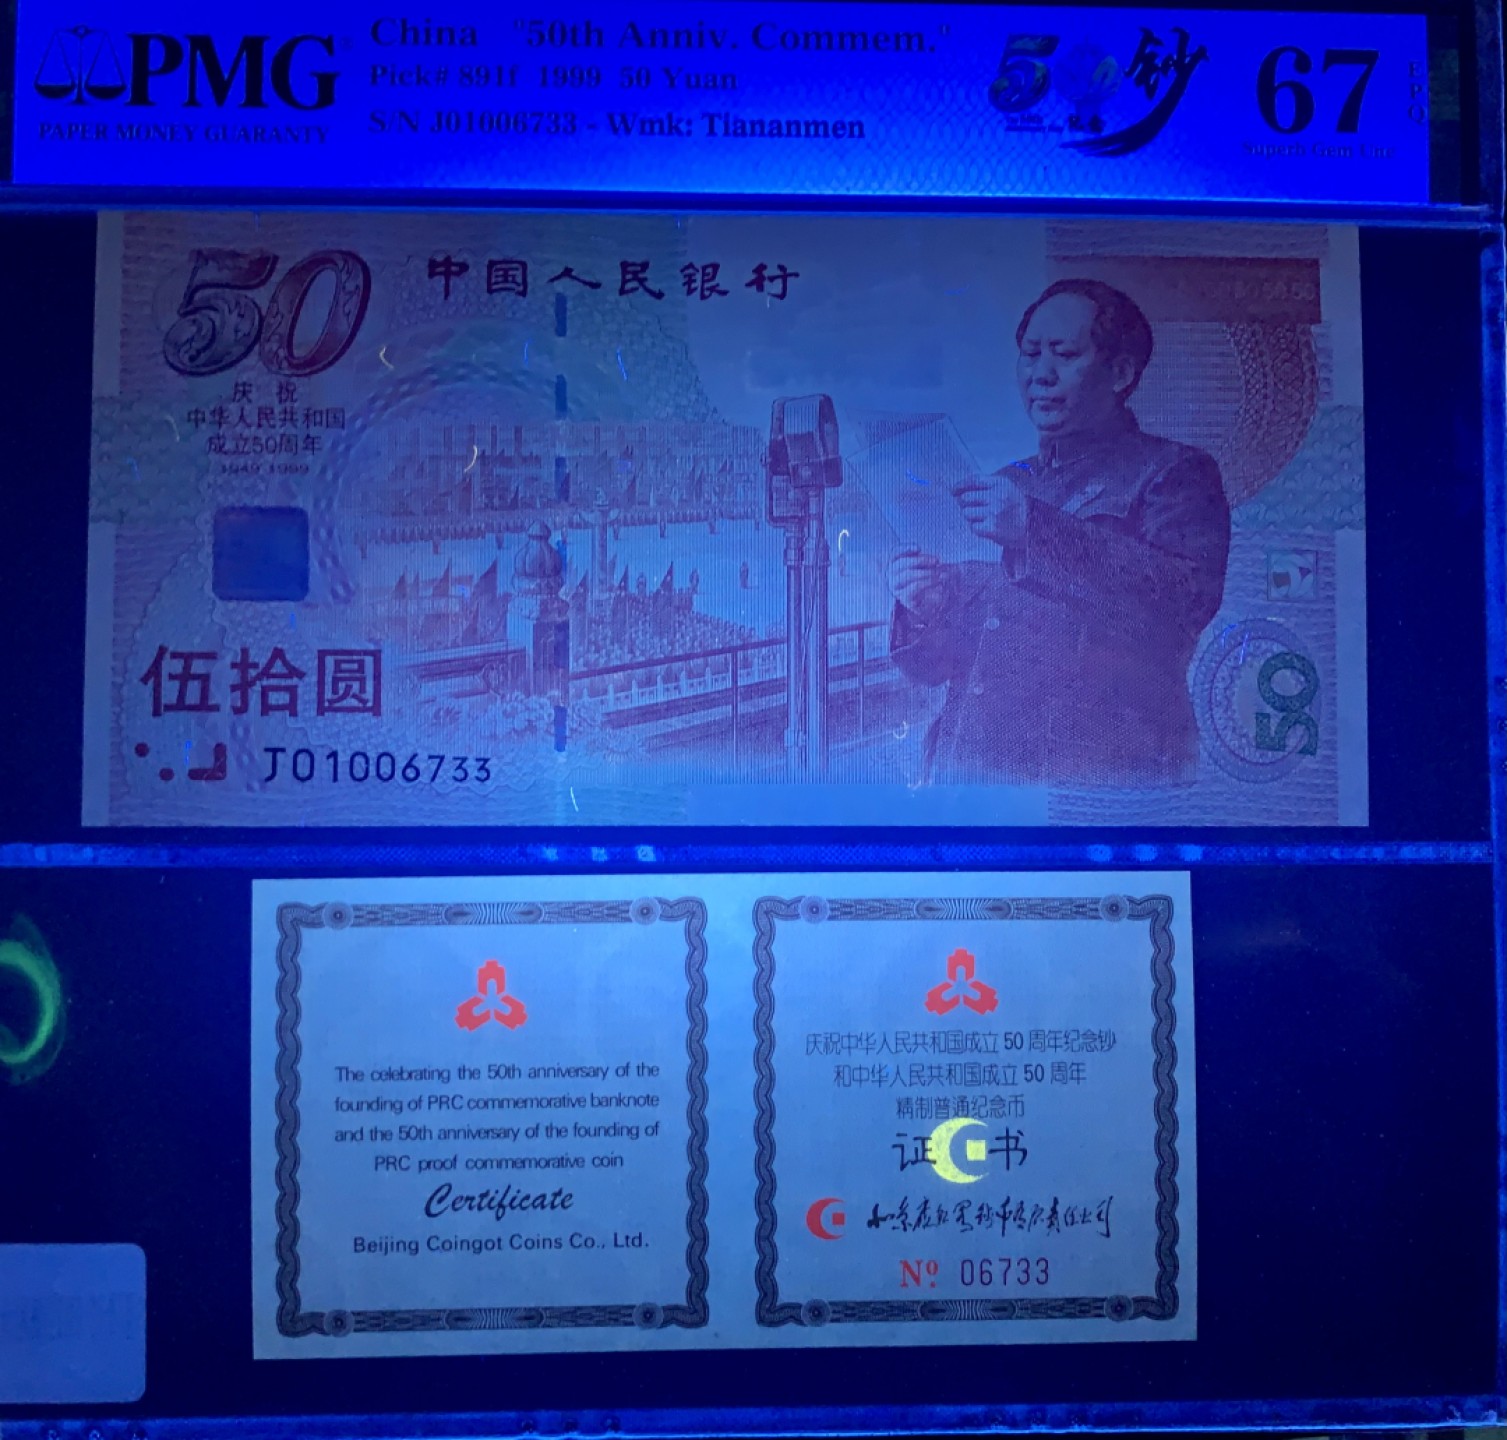 PMG
PAPER MONEY GUARANTY
China "50th Anniv. Commem."
Pick# 891f 1999 50 Yuan
S/N J01006733 - Wmk: Tiananmen
50 钞
67
EPQ
Superb Gem Unc
50
中国人民银行
庆祝
中华人民共和国
成立50周年
1949-1999
伍拾圆
J01006733
50
The celebrating the 50th anniversary of the
founding of PRC commemorative banknote
and the 50th anniversary of the founding of
PRC proof commemorative coin
Certificate
Beijing Coingot Coins Co., Ltd.
庆祝中华人民共和国成立 50 周年纪念钞
和中华人民共和国成立 50 周年
精制普通纪念币
证书
Nº 06733